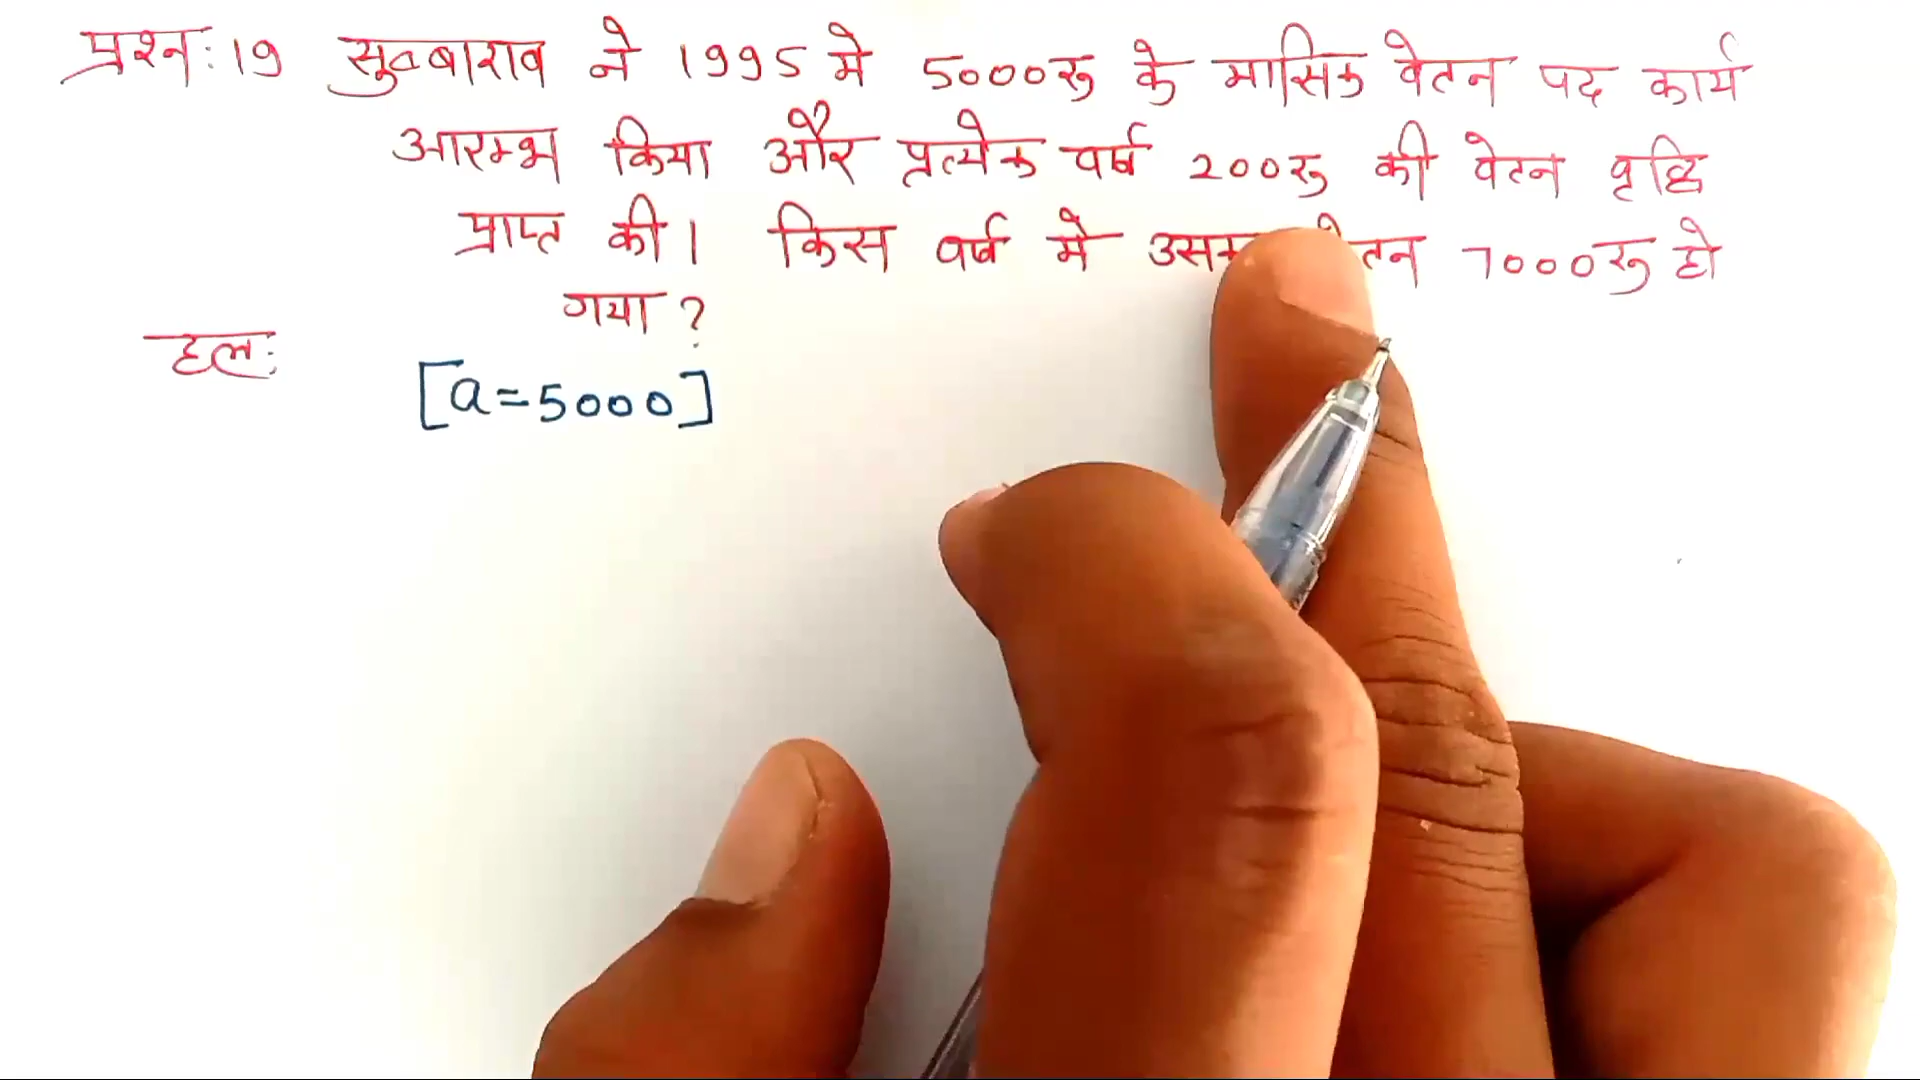 प्रश्न: 19 सुब्बाराव ने 1995 मे 5000रु के मासिक वेतन पद कार्य
आरम्भ किया और प्रत्येक वर्ष 200रु की वेतन वृद्धि
प्राप्त की। किस वर्ष मे 7000रु हो
गया ?
हल:
[a=5000]